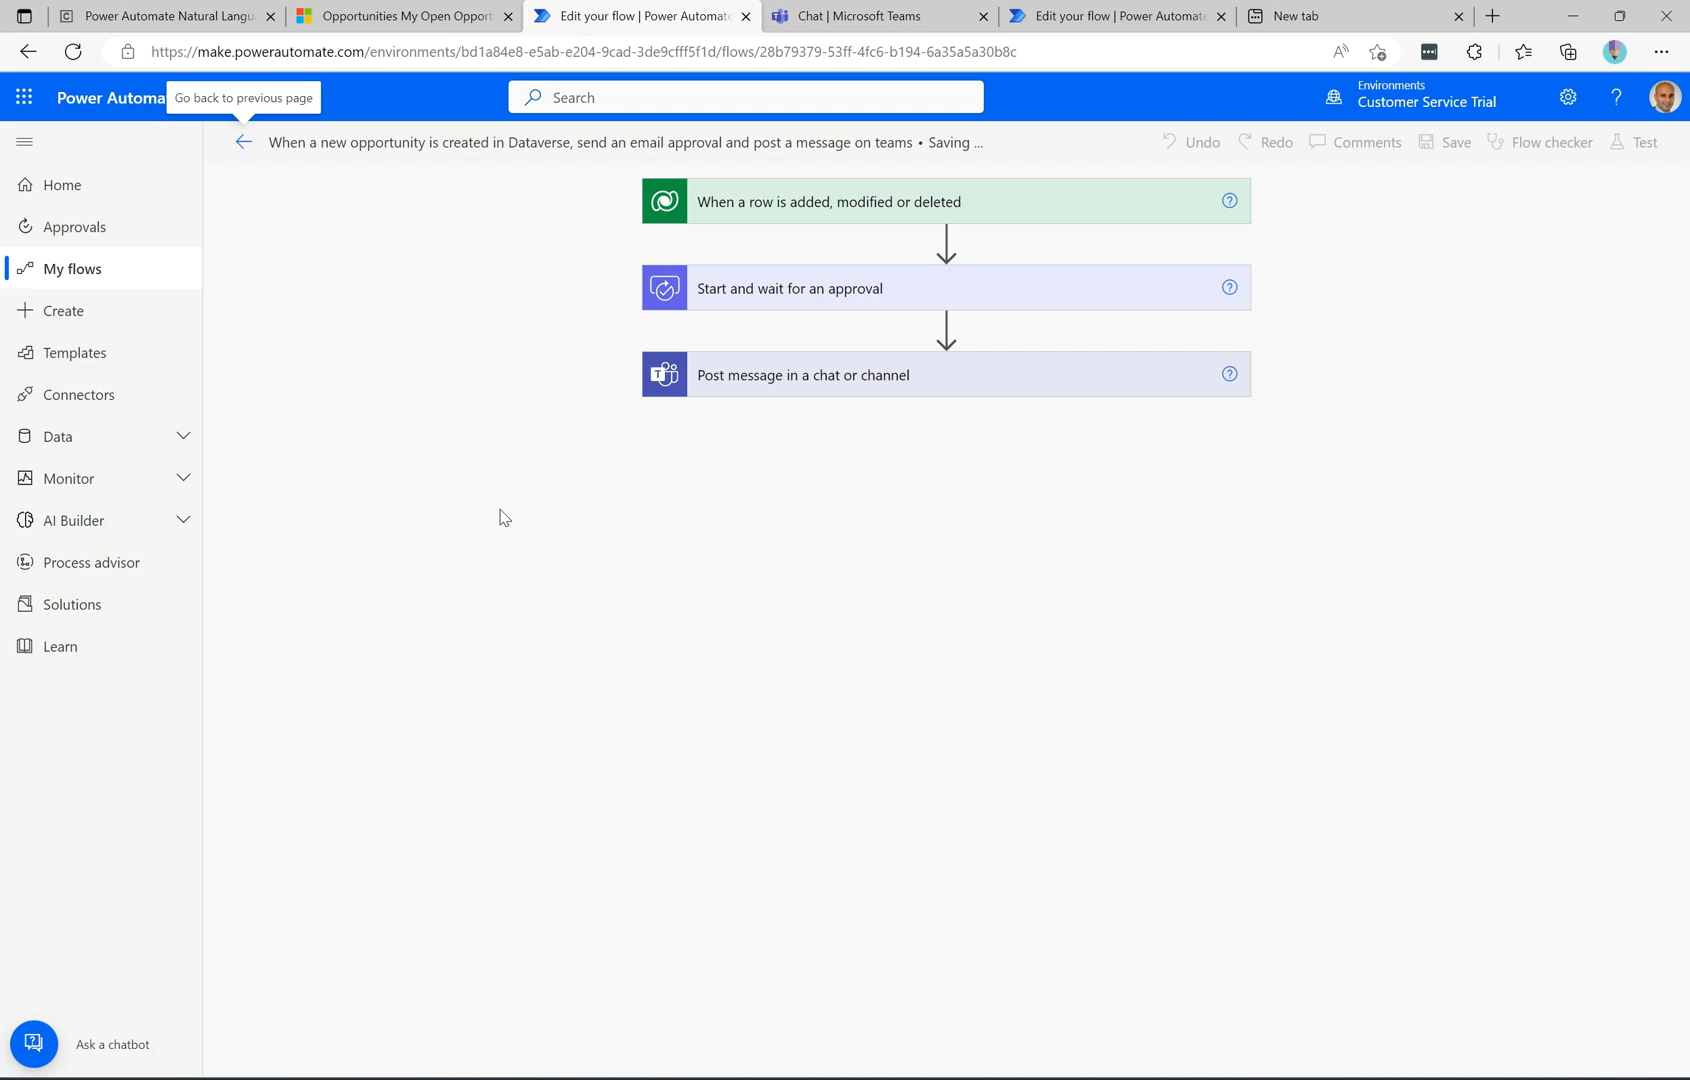 Power Automate Natural Langu
Opportunities My Open Opport
Edit your flow | Power Automate
Chat | Microsoft Teams
Edit your flow | Power Automate
New tab
https://make.powerautomate.com/environments/bd1a84e8-e5ab-e204-9cad-3de9cfff5f1d/flows/28b79379-53ff-4fc6-b194-6a35a5a30b8c
Power Automa
Go back to previous page
Search
Environments
Customer Service Trial
When a new opportunity is created in Dataverse, send an email approval and post a message on teams • Saving ...
Undo
Redo
Comments
Save
Flow checker
Test
Home
Approvals
My flows
Create
Templates
Connectors
Data
Monitor
AI Builder
Process advisor
Solutions
Learn
When a row is added, modified or deleted
Start and wait for an approval
Post message in a chat or channel
Ask a chatbot